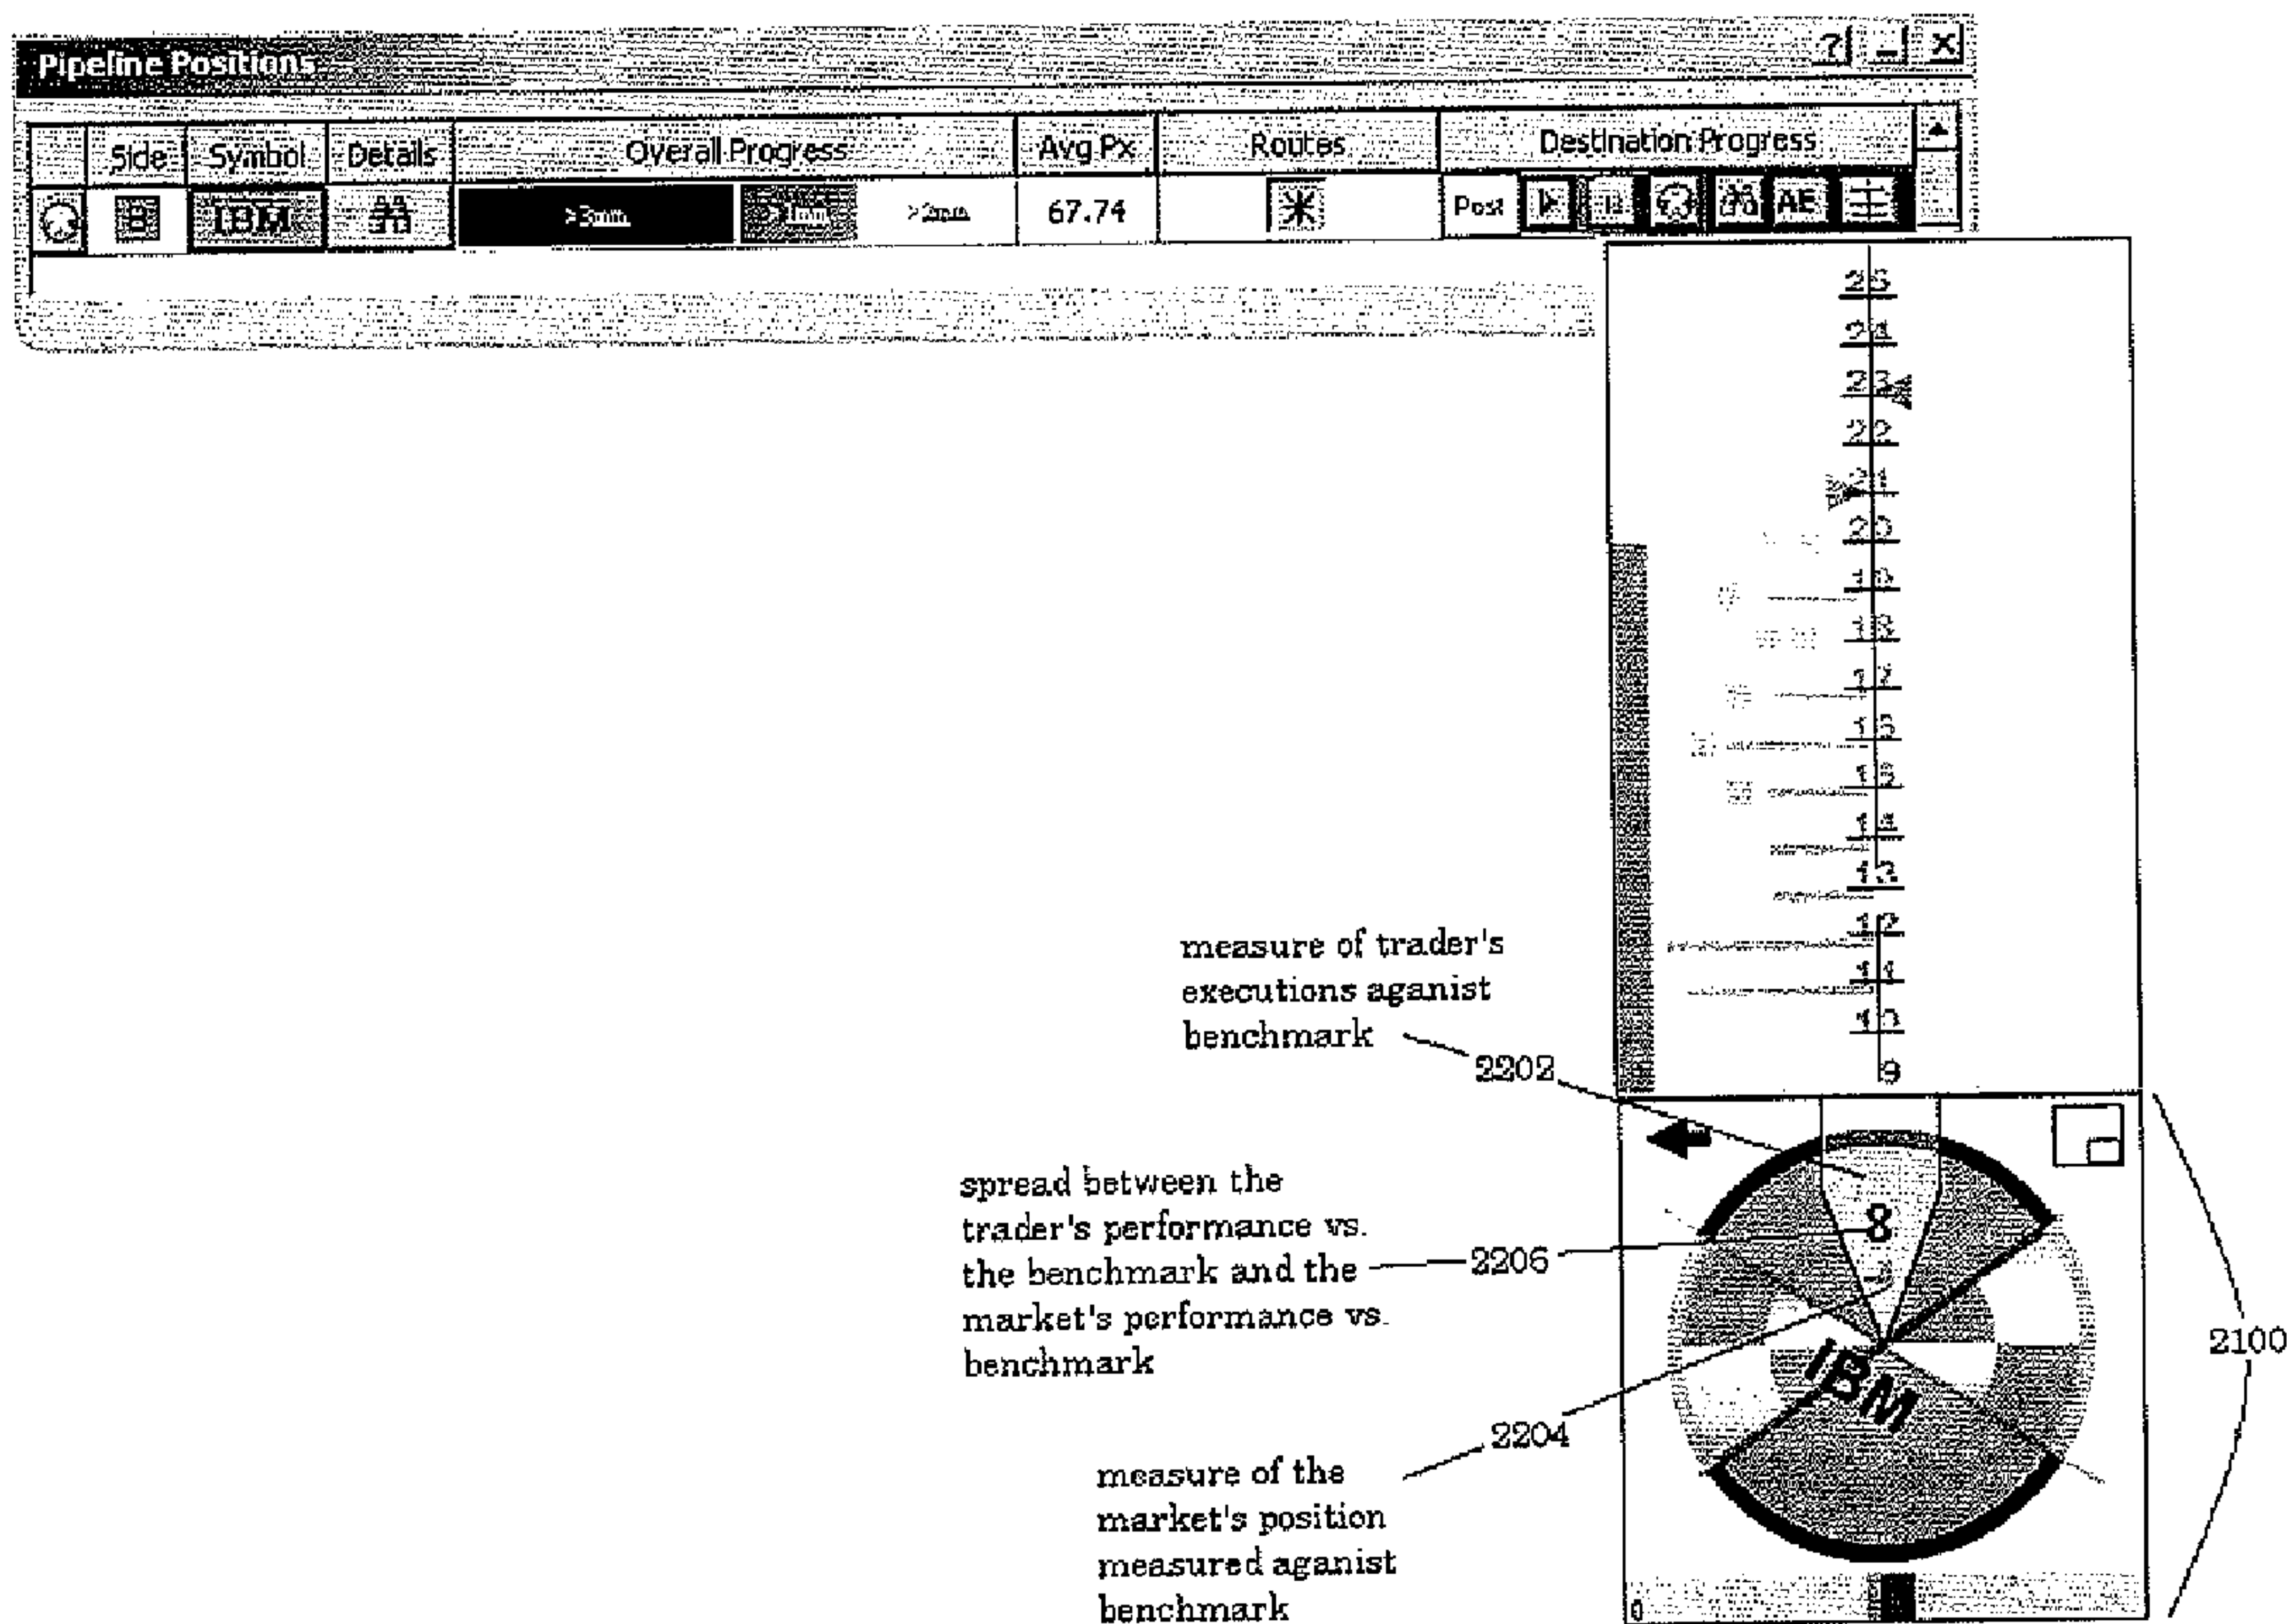 Pipeline Positions
? _ X
Side Symbol Details Overall Progress Avg Px Routes Destination Progress
B IBM >3mm >1mm >2mm 67.74 Post AE
25
24
23
22
21
20
19
18
17
16
15
14
13
12
11
10
9
measure of trader's
executions aganist
benchmark
2202
spread between the
trader's performance vs.
the benchmark and the
market's performance vs.
benchmark
2206
8
IBM
2100
2204
measure of the
market's position
measured aganist
benchmark
0